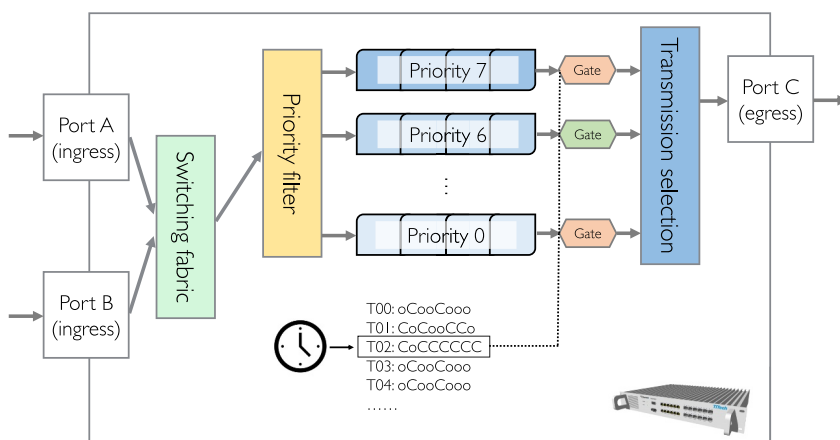 Port A
(ingress)
Port B
(ingress)
Switching fabric
Priority filter
Priority 7
Priority 6
...
Priority 0
Gate
Gate
Gate
Transmission selection
Port C
(egress)
T00: oCooCooo
T01: CoCooCCo
T02: CoCCCCCC
T03: oCooCooo
T04: oCooCooo
......